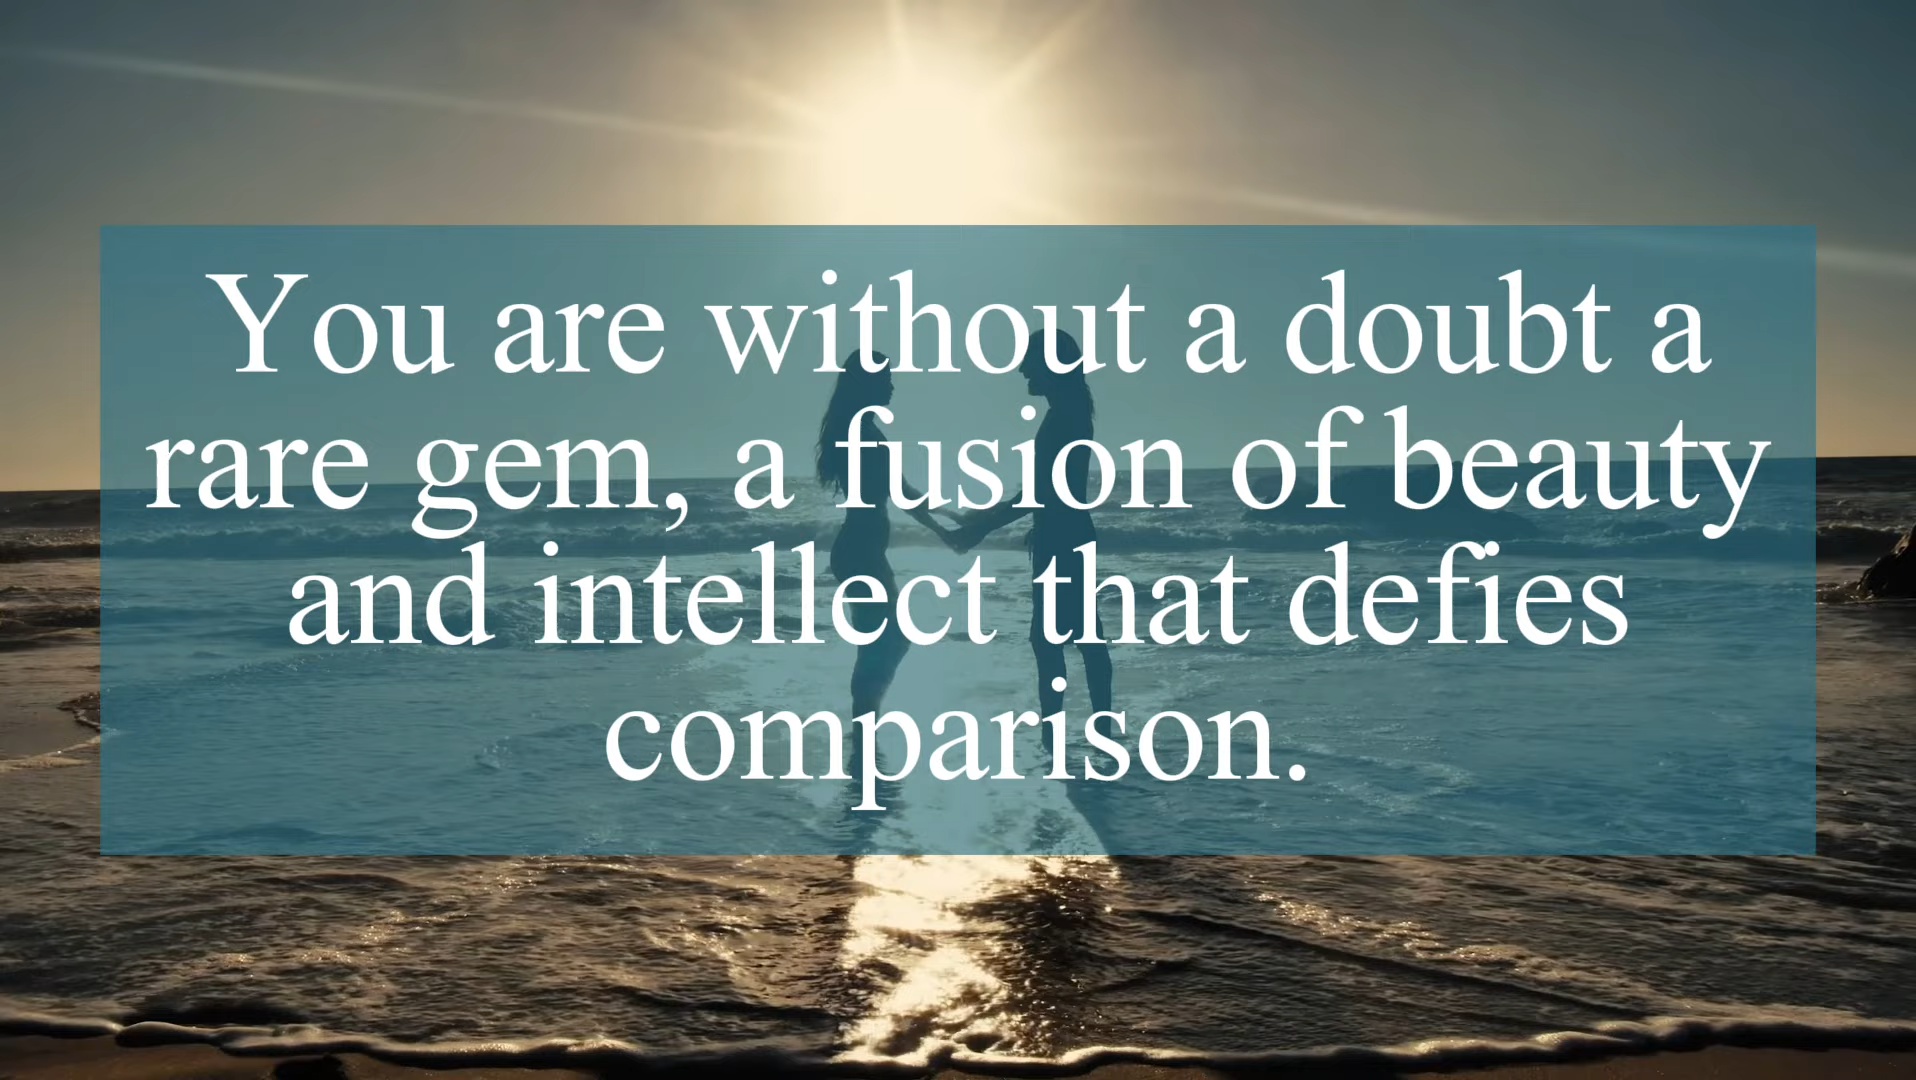 You are without a doubt a
rare gem, a fusion of beauty
and intellect that defies
comparison.